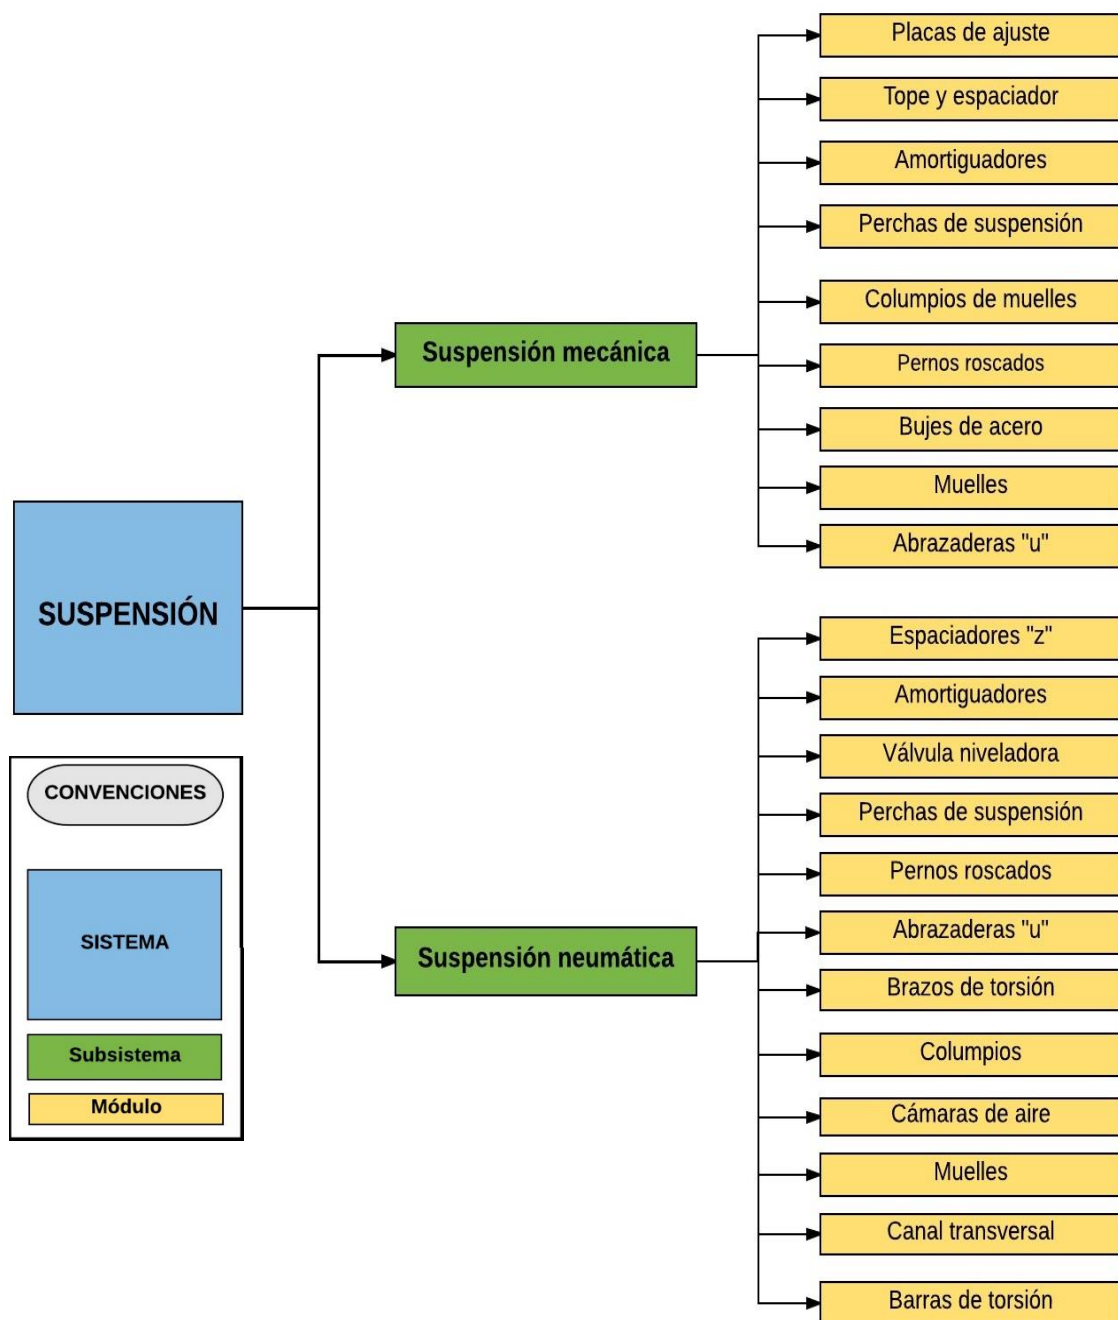 Placas de ajuste
Tope y espaciador
Amortiguadores
Perchas de suspensión
Columpios de muelles
Suspensión mecánica
Pernos roscados
Bujes de acero
Muelles
Abrazaderas "u"
SUSPENSIÓN
Espaciadores "z"
Amortiguadores
Válvula niveladora
Perchas de suspensión
Pernos roscados
Abrazaderas "u"
Suspensión neumática
Brazos de torsión
Columpios
Cámaras de aire
Muelles
Canal transversal
Barras de torsión
CONVENCIONES
SISTEMA
Subsistema
Módulo